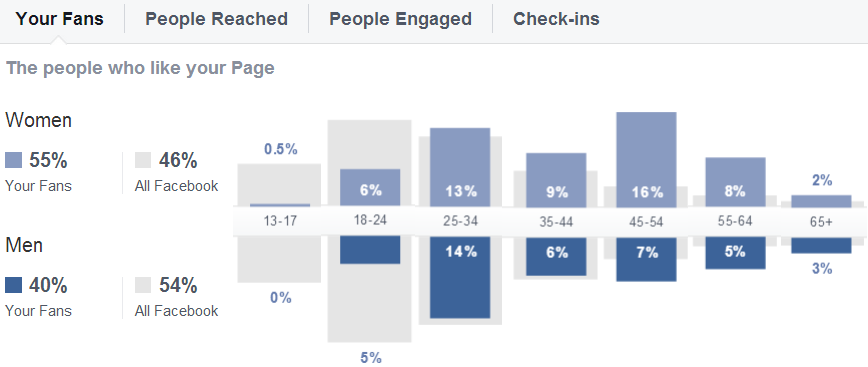 Your Fans People Reached People Engaged Check-ins
The people who like your Page
Women
55% 46%
Your Fans All Facebook
Men
40% 54%
Your Fans All Facebook
0.5% 6% 13% 9% 16% 8% 2%
13-17 18-24 25-34 35-44 45-54 55-64 65+
0% 5% 14% 6% 7% 5% 3%